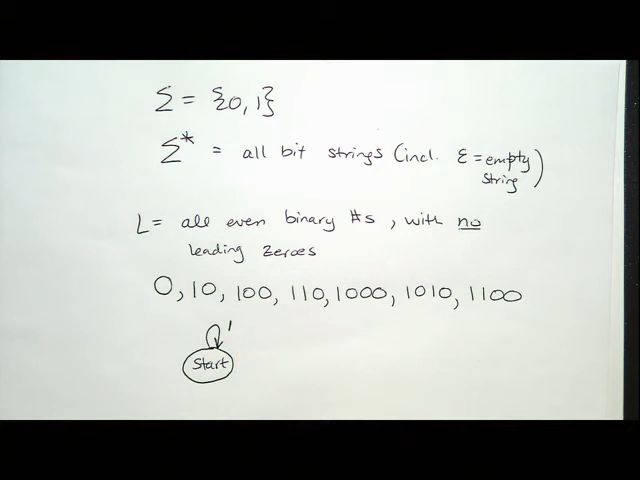 Σ = {0, 1}
Σ* = all bit strings (incl. ε = empty string)
L = all even binary #s, with no
leading zeroes
0, 10, 100, 110, 1000, 1010, 1100
1
Start